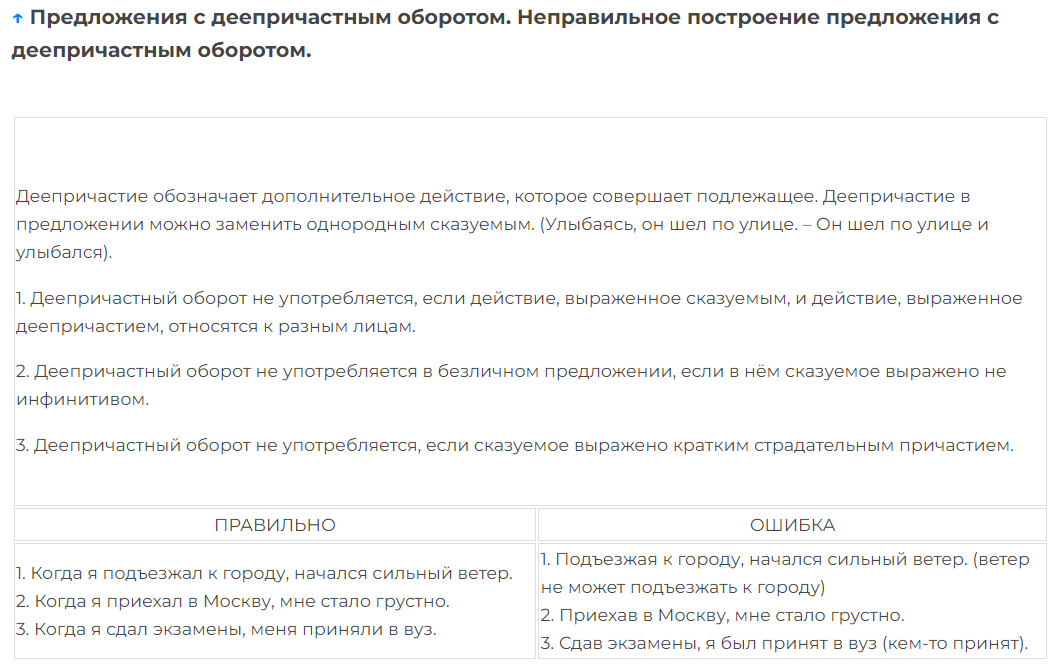 ↑ Предложения с деепричастным оборотом. Неправильное построение предложения с
деепричастным оборотом.
Деепричастие обозначает дополнительное действие, которое совершает подлежащее. Деепричастие в
предложении можно заменить однородным сказуемым. (Улыбаясь, он шел по улице. – Он шел по улице и
улыбался).
1. Деепричастный оборот не употребляется, если действие, выраженное сказуемым, и действие, выраженное
деепричастием, относятся к разным лицам.
2. Деепричастный оборот не употребляется в безличном предложении, если в нём сказуемое выражено не
инфинитивом.
3. Деепричастный оборот не употребляется, если сказуемое выражено кратким страдательным причастием.
ПРАВИЛЬНО
ОШИБКА
1. Когда я подъезжал к городу, начался сильный ветер.
2. Когда я приехал в Москву, мне стало грустно.
3. Когда я сдал экзамены, меня приняли в вуз.
1. Подъезжая к городу, начался сильный ветер. (ветер
не может подъезжать к городу)
2. Приехав в Москву, мне стало грустно.
3. Сдав экзамены, я был принят в вуз (кем-то принят).